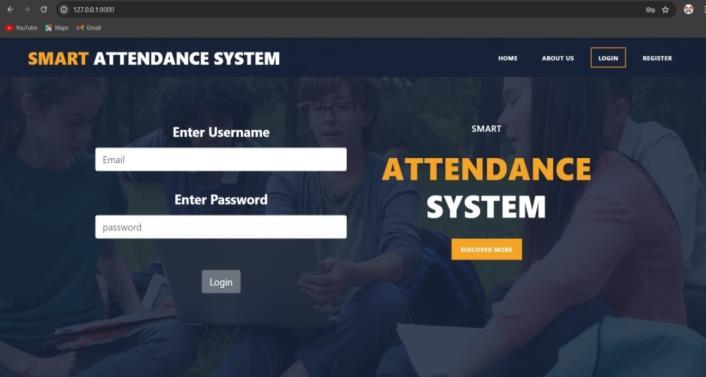 127.0.0.1:8000
YouTube Maps Gmail
SMART ATTENDANCE SYSTEM
HOME ABOUT US LOGIN REGISTER
Enter Username
Email
Enter Password
password
Login
SMART
ATTENDANCE
SYSTEM
DISCOVER MORE